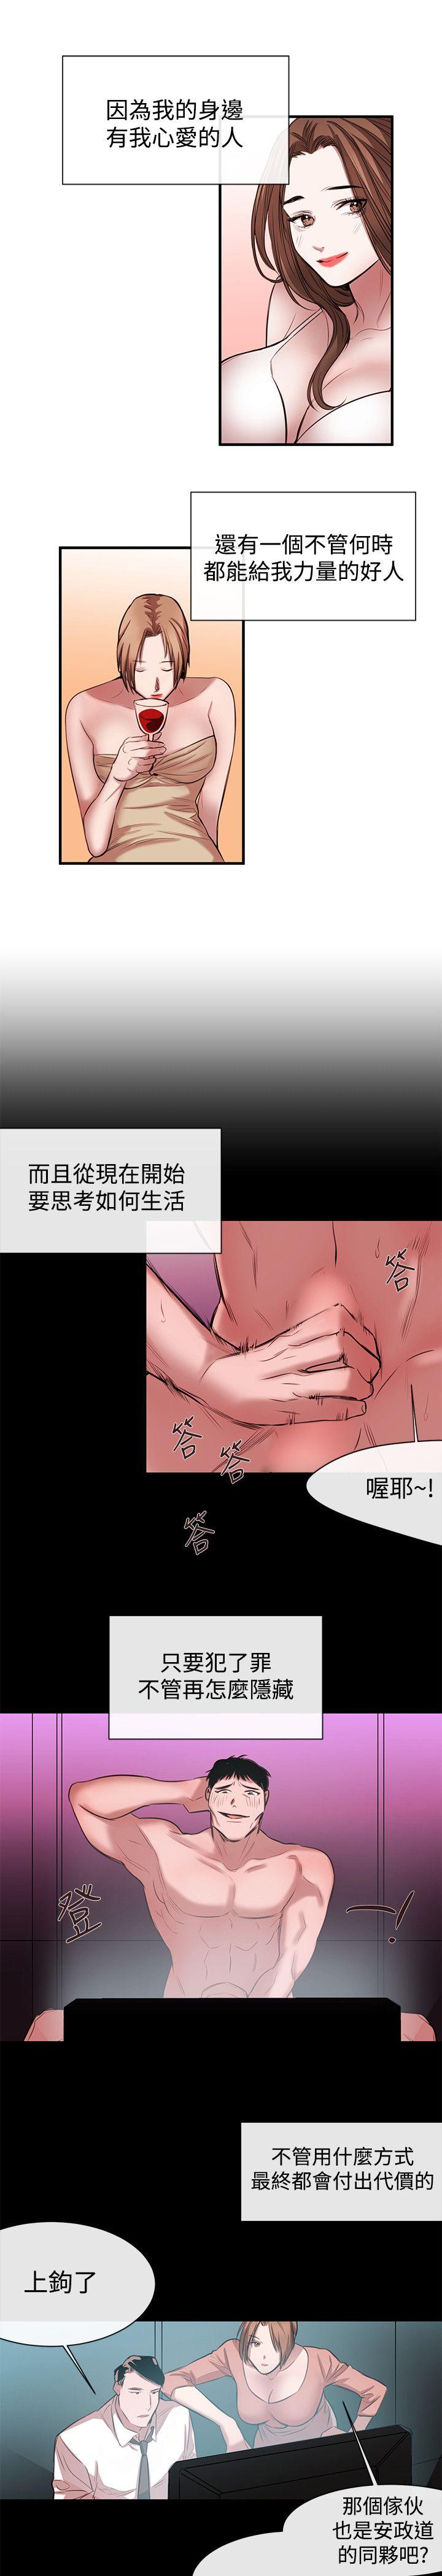 因為我的身邊
有我心愛的人
還有一個不管何時
都能給我力量的好人
而且從現在開始
要思考如何生活
答
答
答
喔耶~!
答
只要犯了罪
不管再怎麼隱藏
登
一!
不管用什麼方式
最終都會付出代價的
上鉤了
那個傢伙
也是安政道
的同夥吧?